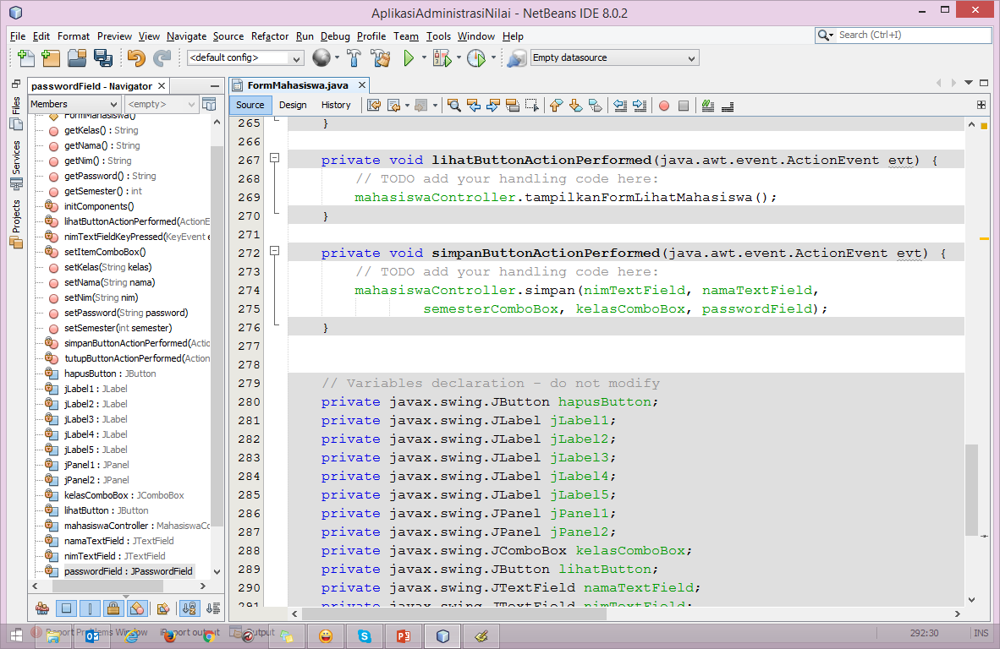 AplikasiAdministrasiNilai - NetBeans IDE 8.0.2
File Edit Format Preview View Navigate Source Refactor Run Debug Profile Team Tools Window Help
Search (Ctrl+I)
<default config>
Empty datasource
passwordField - Navigator
Members
<empty>
Files
Services
Projects
FormMahasiswa()
getKelas() : String
getNama() : String
getNim() : String
getPassword() : String
getSemester() : int
initComponents()
lihatButtonActionPerformed(ActionE
nimTextFieldKeyPressed(KeyEvent e
setItemComboBox()
setKelas(String kelas)
setNama(String nama)
setNim(String nim)
setPassword(String password)
setSemester(int semester)
simpanButtonActionPerformed(Actio
tutupButtonActionPerformed(Action
hapusButton : JButton
jLabel1 : JLabel
jLabel2 : JLabel
jLabel3 : JLabel
jLabel4 : JLabel
jLabel5 : JLabel
jPanel1 : JPanel
jPanel2 : JPanel
kelasComboBox : JComboBox
lihatButton : JButton
mahasiswaController : MahasiswaCo
namaTextField : JTextField
nimTextField : JTextField
passwordField : JPasswordField
FormMahasiswa.java
Source Design History
265 }
266
267 private void lihatButtonActionPerformed(java.awt.event.ActionEvent evt) {
268 // TODO add your handling code here:
269 mahasiswaController.tampilkanFormLihatMahasiswa();
270 }
271
272 private void simpanButtonActionPerformed(java.awt.event.ActionEvent evt) {
273 // TODO add your handling code here:
274 mahasiswaController.simpan(nimTextField, namaTextField,
275 semesterComboBox, kelasComboBox, passwordField);
276 }
277
278
279 // Variables declaration - do not modify
280 private javax.swing.JButton hapusButton;
281 private javax.swing.JLabel jLabel1;
282 private javax.swing.JLabel jLabel2;
283 private javax.swing.JLabel jLabel3;
284 private javax.swing.JLabel jLabel4;
285 private javax.swing.JLabel jLabel5;
286 private javax.swing.JPanel jPanel1;
287 private javax.swing.JPanel jPanel2;
288 private javax.swing.JComboBox kelasComboBox;
289 private javax.swing.JButton lihatButton;
290 private javax.swing.JTextField namaTextField;
291 private javax.swing.JTextField nimTextField;
Report Problems Window iReport output Output
292:30 INS